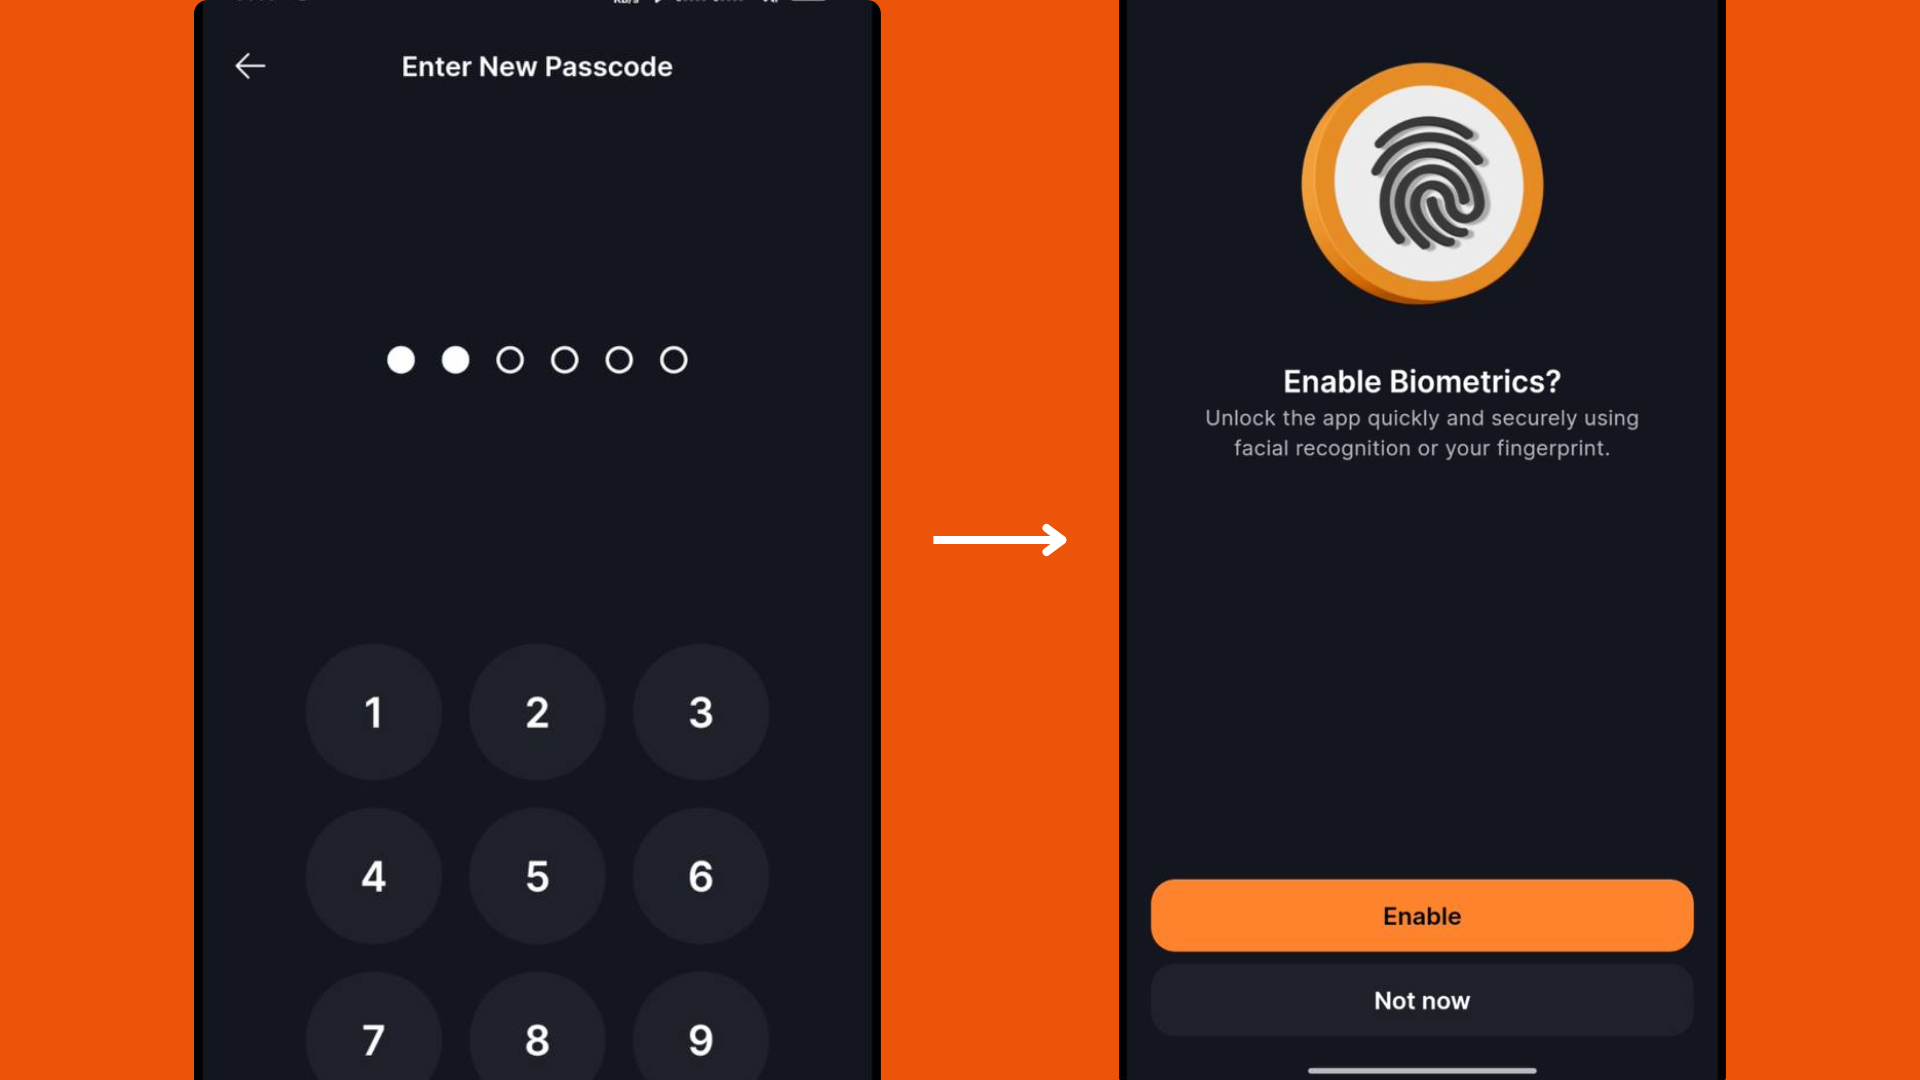 Enter New Passcode
1 2 3
4 5 6
7 8 9
Enable Biometrics?
Unlock the app quickly and securely using
facial recognition or your fingerprint.
Enable
Not now